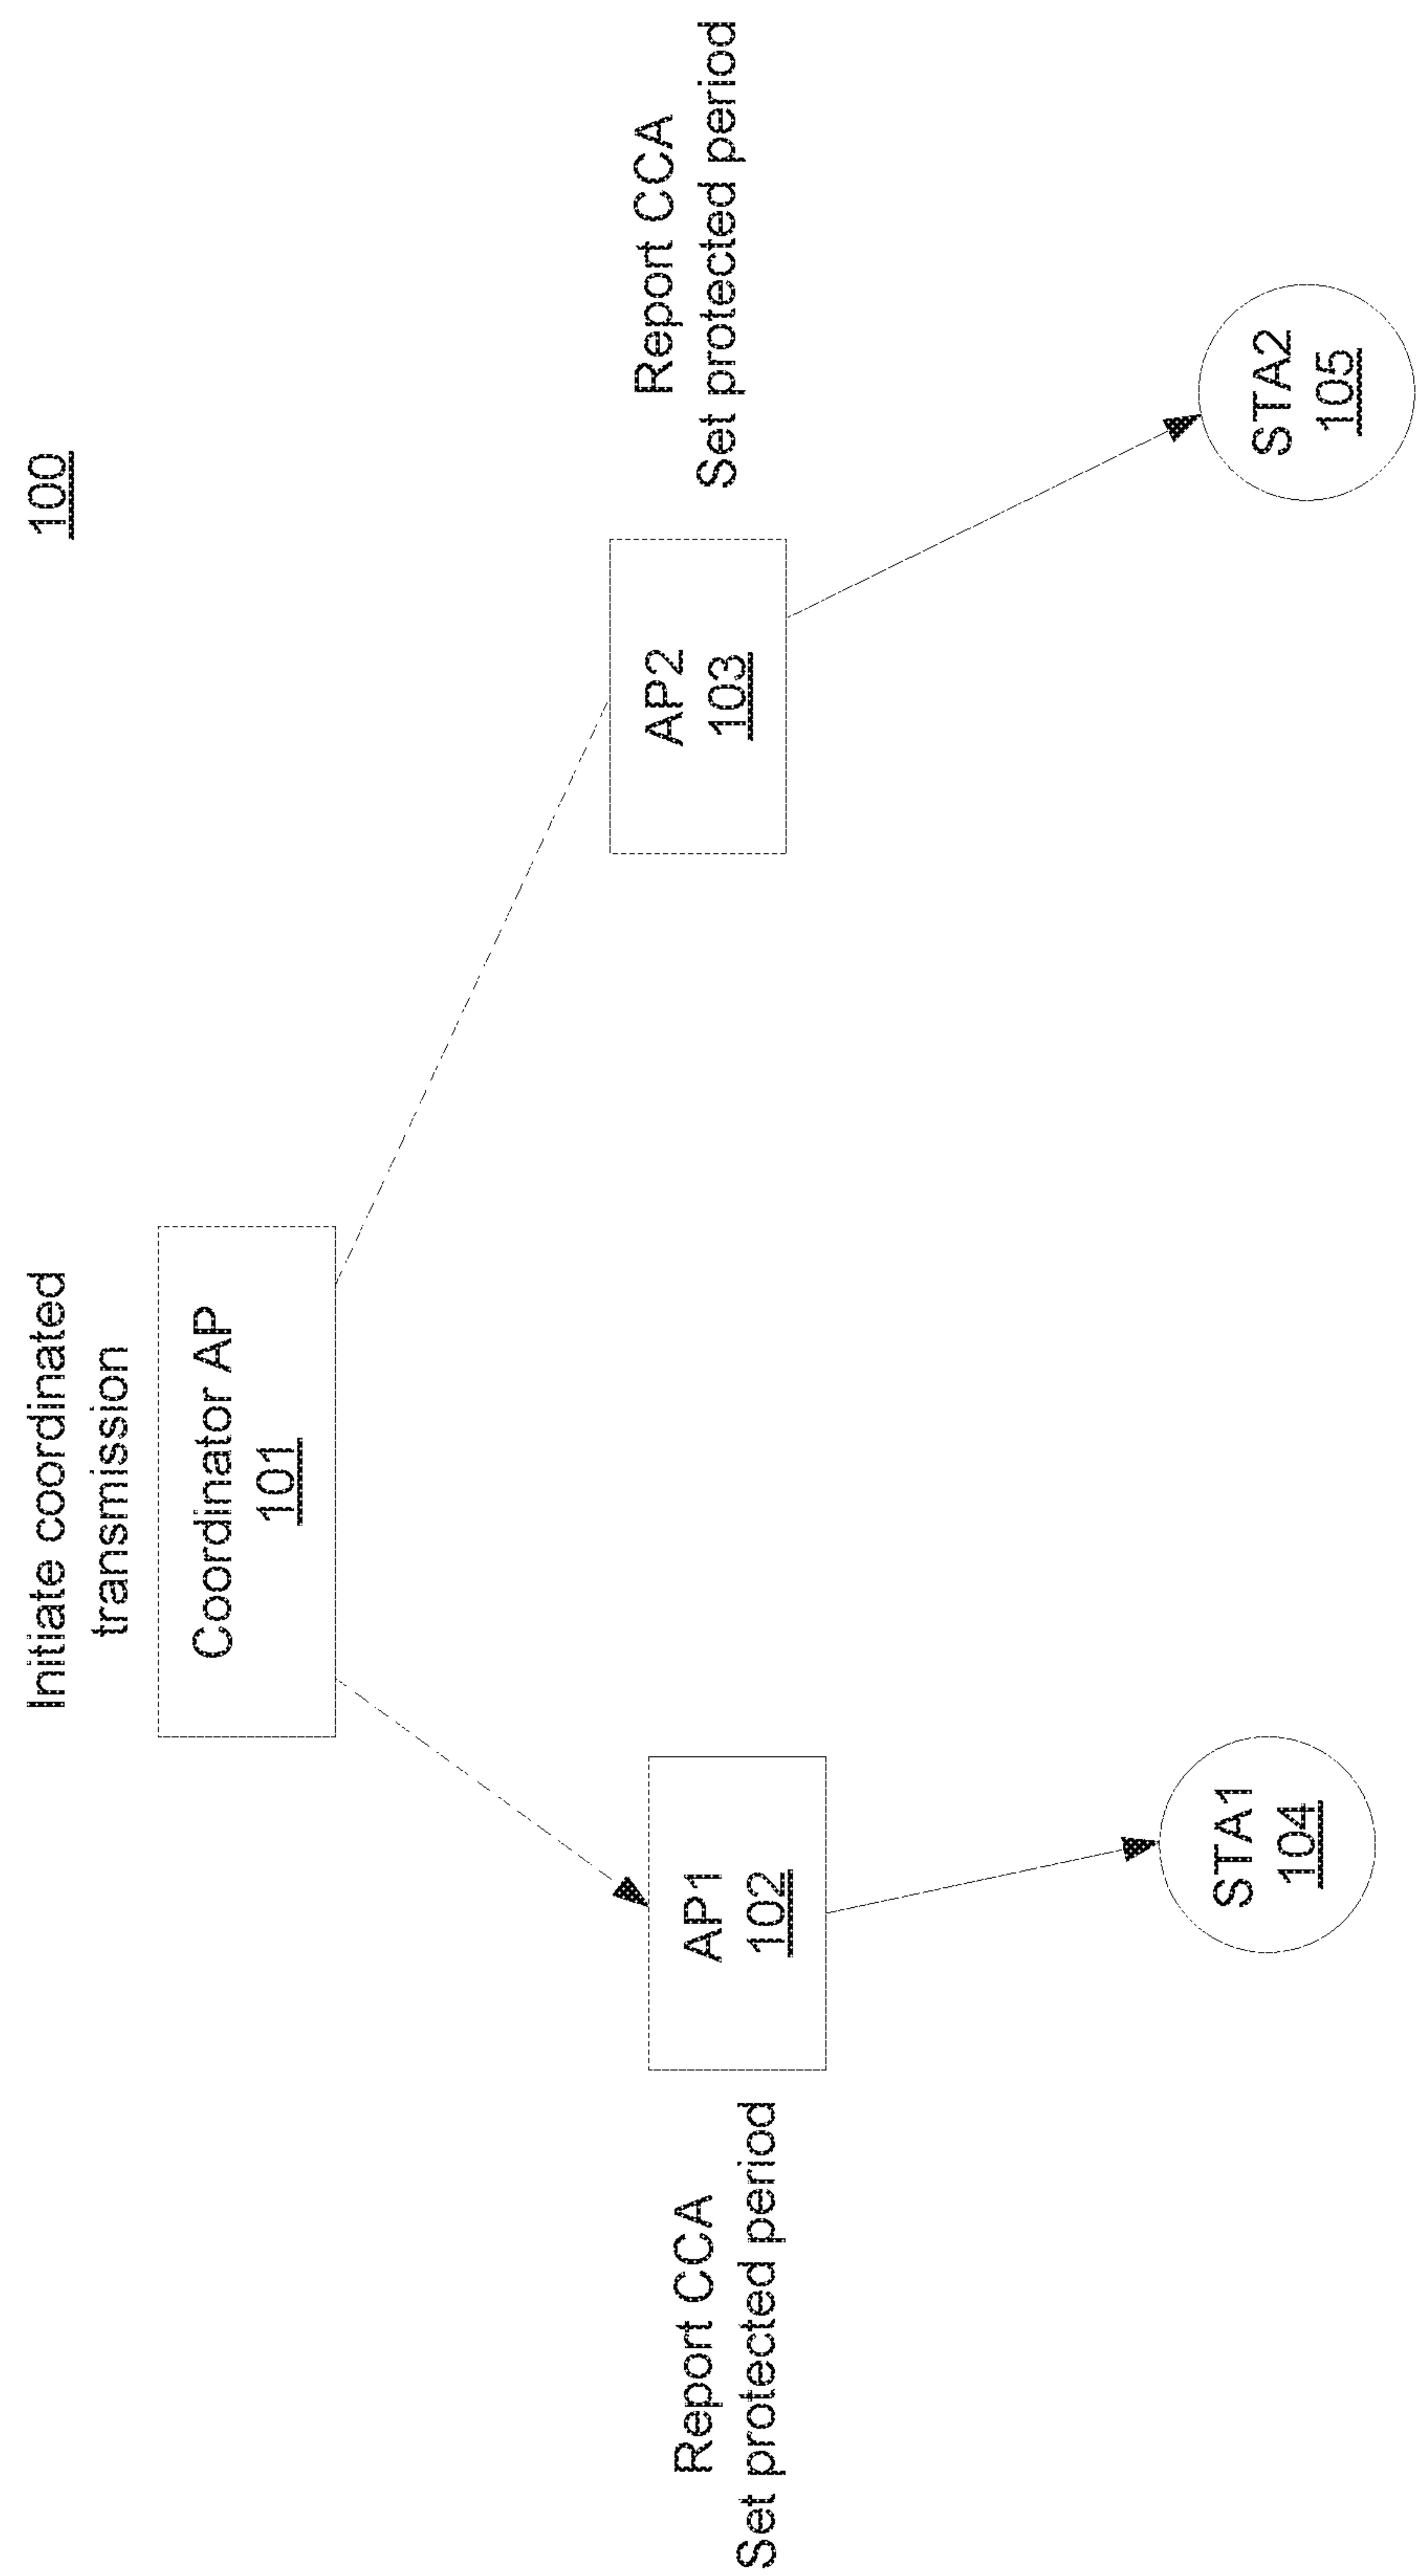 100
Initiate coordinated
transmission
Coordinator AP
101
Report CCA
Set protected period
AP1
102
AP2
103
Report CCA
Set protected period
STA1
104
STA2
105